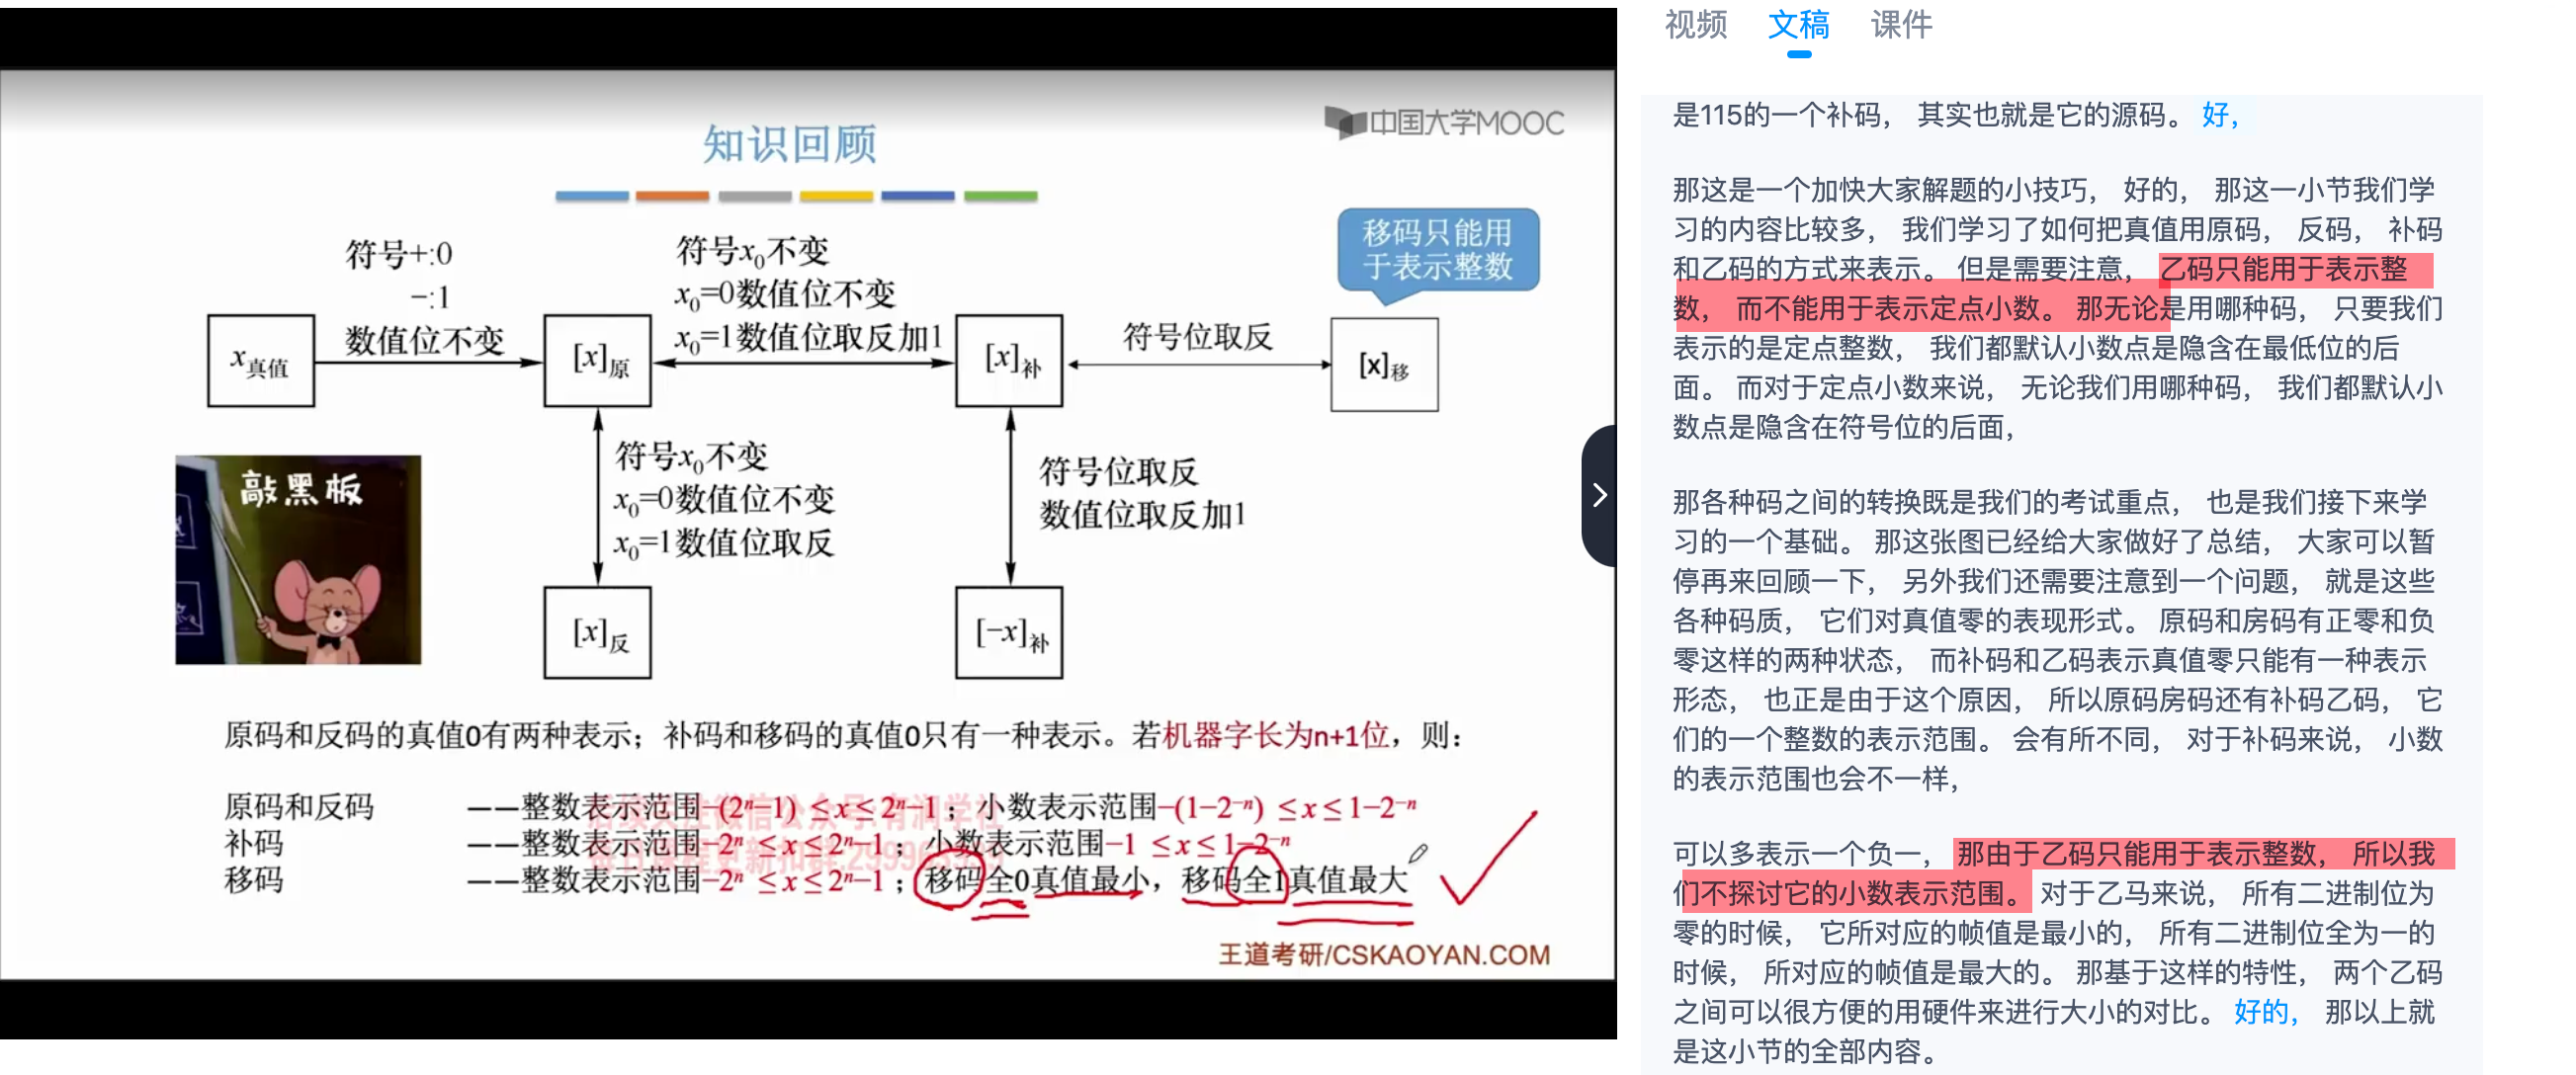 中国大学MOOC
知识回顾
移码只能用
于表示整数
符号+:0
−:1
数值位不变
符号x₀不变
x₀=0数值位不变
x₀=1数值位取反加1
符号位取反
x真值
[x]原
[x]补
[x]移
敲黑板
符号x₀不变
x₀=0数值位不变
x₀=1数值位取反
符号位取反
数值位取反加1
[x]反
[−x]补
原码和反码的真值0有两种表示；补码和移码的真值0只有一种表示。若机器字长为n+1位，则：
原码和反码 ——整数表示范围−(2ⁿ−1) ≤x≤ 2ⁿ−1 ；小数表示范围−(1−2⁻ⁿ) ≤x≤ 1−2⁻ⁿ
补码 ——整数表示范围−2ⁿ ≤x≤ 2ⁿ−1 ；小数表示范围−1 ≤x≤ 1−2⁻ⁿ
移码 ——整数表示范围−2ⁿ ≤x≤ 2ⁿ−1 ；移码全0真值最小，移码全1真值最大
王道考研/CSKAOYAN.COM
视频 文稿 课件
是115的一个补码， 其实也就是它的源码。 好，
那这是一个加快大家解题的小技巧， 好的， 那这一小节我们学
习的内容比较多， 我们学习了如何把真值用原码， 反码， 补码
和乙码的方式来表示。 但是需要注意， 乙码只能用于表示整
数， 而不能用于表示定点小数。 那无论是用哪种码， 只要我们
表示的是定点整数， 我们都默认小数点是隐含在最低位的后
面。 而对于定点小数来说， 无论我们用哪种码， 我们都默认小
数点是隐含在符号位的后面，
那各种码之间的转换既是我们的考试重点， 也是我们接下来学
习的一个基础。 那这张图已经给大家做好了总结， 大家可以暂
停再来回顾一下， 另外我们还需要注意到一个问题， 就是这些
各种码质， 它们对真值零的表现形式。 原码和房码有正零和负
零这样的两种状态， 而补码和乙码表示真值零只能有一种表示
形态， 也正是由于这个原因， 所以原码房码还有补码乙码， 它
们的一个整数的表示范围。 会有所不同， 对于补码来说， 小数
的表示范围也会不一样，
可以多表示一个负一， 那由于乙码只能用于表示整数， 所以我
们不探讨它的小数表示范围。 对于乙马来说， 所有二进制位为
零的时候， 它所对应的帧值是最小的， 所有二进制位全为一的
时候， 所对应的帧值是最大的。 那基于这样的特性， 两个乙码
之间可以很方便的用硬件来进行大小的对比。 好的， 那以上就
是这小节的全部内容。